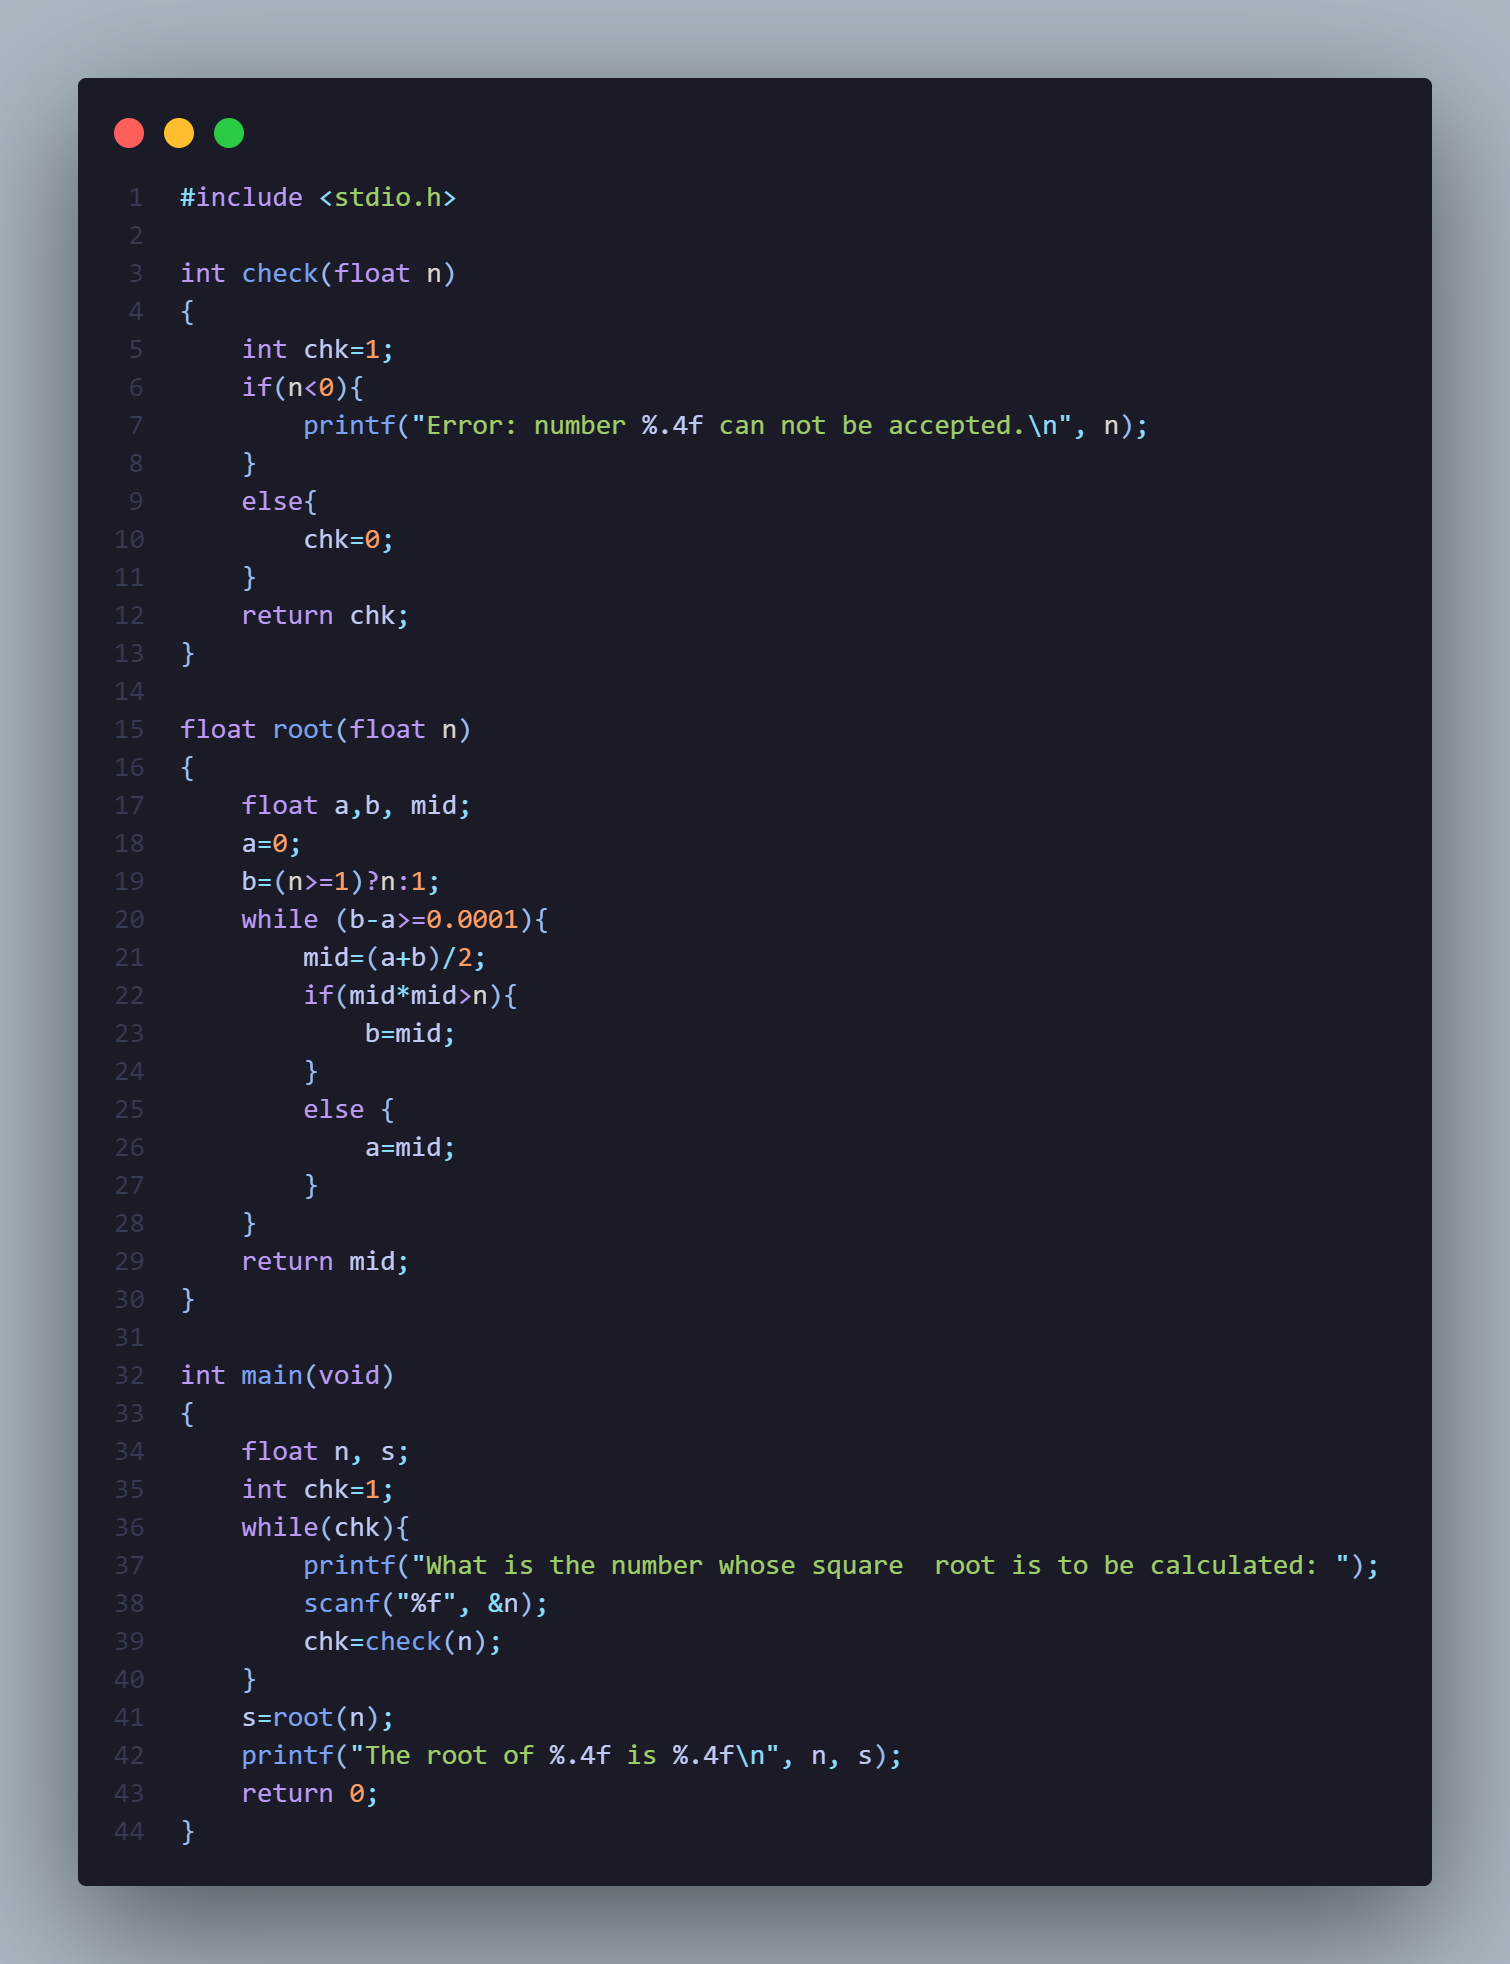 1 #include <stdio.h>
2
3 int check(float n)
4 {
5     int chk=1;
6     if(n<0){
7         printf("Error: number %.4f can not be accepted.\n", n);
8     }
9     else{
10         chk=0;
11     }
12     return chk;
13 }
14
15 float root(float n)
16 {
17     float a,b, mid;
18     a=0;
19     b=(n>=1)?n:1;
20     while (b-a>=0.0001){
21         mid=(a+b)/2;
22         if(mid*mid>n){
23             b=mid;
24         }
25         else {
26             a=mid;
27         }
28     }
29     return mid;
30 }
31
32 int main(void)
33 {
34     float n, s;
35     int chk=1;
36     while(chk){
37         printf("What is the number whose square  root is to be calculated: ");
38         scanf("%f", &n);
39         chk=check(n);
40     }
41     s=root(n);
42     printf("The root of %.4f is %.4f\n", n, s);
43     return 0;
44 }